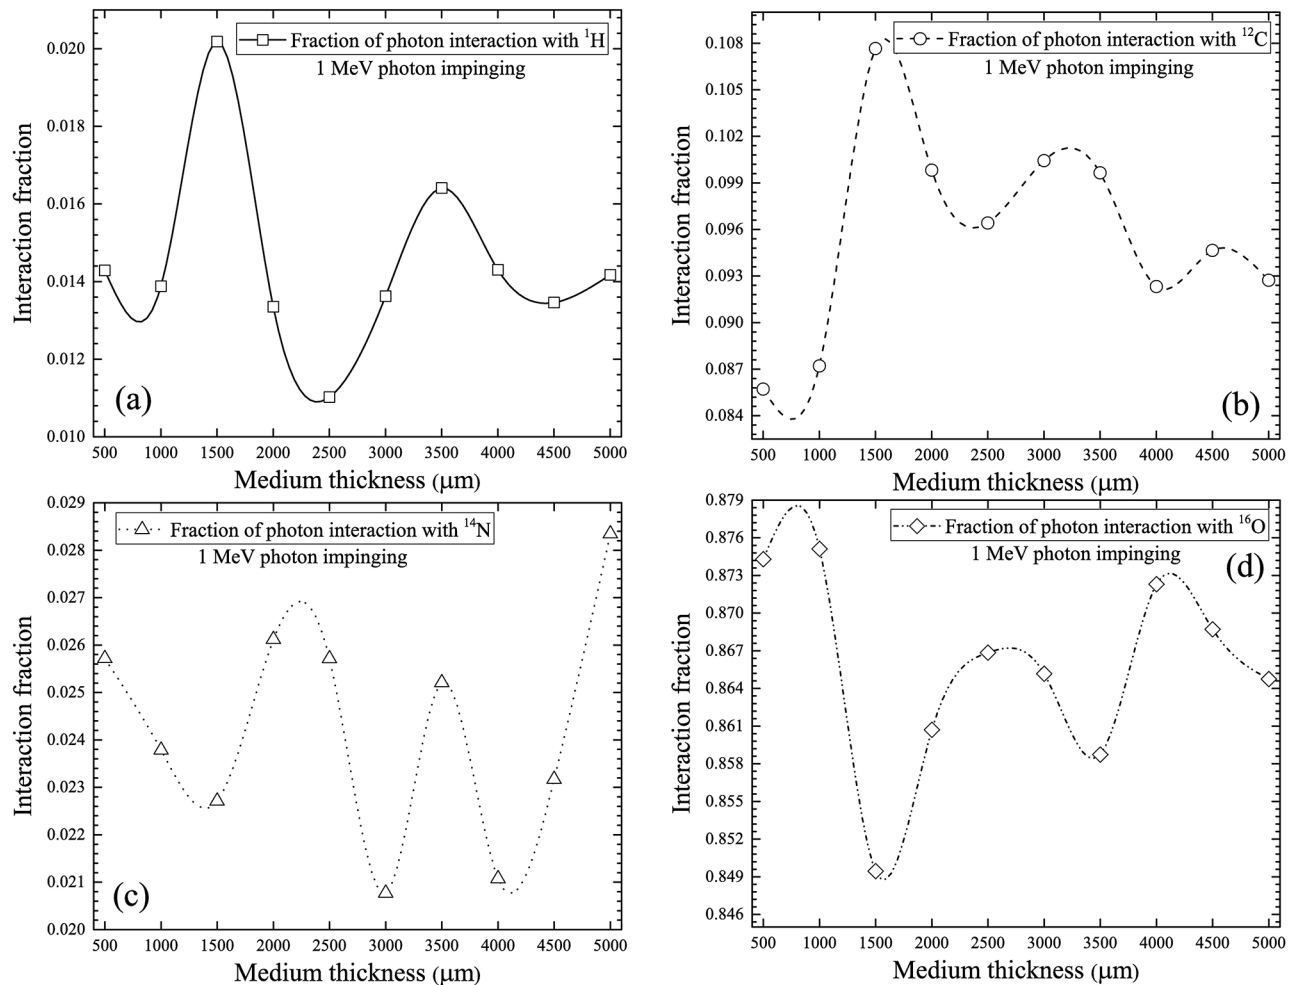 Fraction of photon interaction with ¹H
1 MeV photon impinging
Interaction fraction
0.020
0.018
0.016
0.014
0.012
0.010
(a)
500 1000 1500 2000 2500 3000 3500 4000 4500 5000
Medium thickness (μm)
Fraction of photon interaction with ¹²C
1 MeV photon impinging
Interaction fraction
0.108
0.105
0.102
0.099
0.096
0.093
0.090
0.087
0.084
(b)
500 1000 1500 2000 2500 3000 3500 4000 4500 5000
Medium thickness (μm)
Fraction of photon interaction with ¹⁴N
1 MeV photon impinging
Interaction fraction
0.029
0.028
0.027
0.026
0.025
0.024
0.023
0.022
0.021
0.020
(c)
500 1000 1500 2000 2500 3000 3500 4000 4500 5000
Medium thickness (μm)
Fraction of photon interaction with ¹⁶O
1 MeV photon impinging
(d)
Interaction fraction
0.879
0.876
0.873
0.870
0.867
0.864
0.861
0.858
0.855
0.852
0.849
0.846
500 1000 1500 2000 2500 3000 3500 4000 4500 5000
Medium thickness (μm)